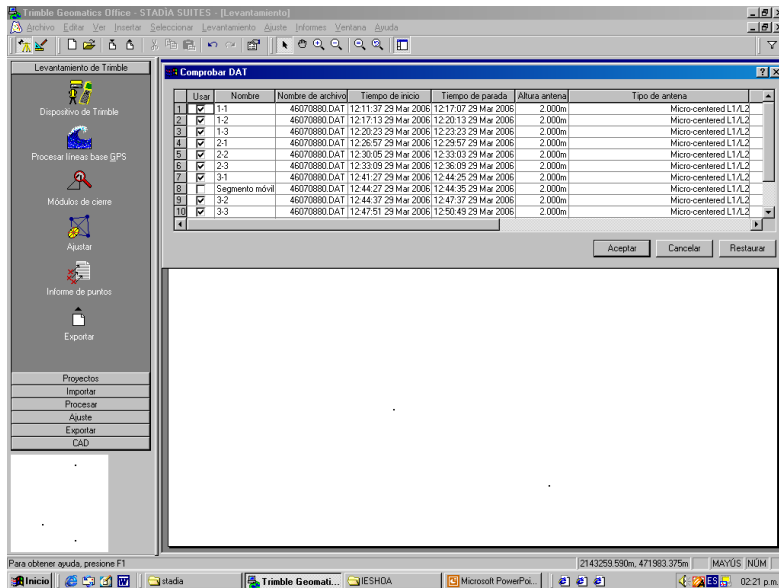 Trimble Geomatics Office - STADIA SUITES - [Levantamiento]
Archivo Editar Ver Insertar Seleccionar Levantamiento Ajuste Informes Ventana Ayuda
Levantamiento de Trimble
Dispositivo de Trimble
Procesar líneas base GPS
Módulos de cierre
Ajustar
Informe de puntos
Exportar
Proyectos
Importar
Procesar
Ajuste
Exportar
CAD
Comprobar DAT
Usar Nombre Nombre de archivo Tiempo de inicio Tiempo de parada Altura antena Tipo de antena
1 1-1 46070880.DAT 12:11:37 29 Mar 2006 12:17:07 29 Mar 2006 2.000m Micro-centered L1/L2
2 1-2 46070880.DAT 12:17:13 29 Mar 2006 12:20:13 29 Mar 2006 2.000m Micro-centered L1/L2
3 1-3 46070880.DAT 12:20:23 29 Mar 2006 12:23:23 29 Mar 2006 2.000m Micro-centered L1/L2
4 2-1 46070880.DAT 12:26:57 29 Mar 2006 12:29:57 29 Mar 2006 2.000m Micro-centered L1/L2
5 2-2 46070880.DAT 12:30:05 29 Mar 2006 12:33:03 29 Mar 2006 2.000m Micro-centered L1/L2
6 2-3 46070880.DAT 12:33:09 29 Mar 2006 12:36:09 29 Mar 2006 2.000m Micro-centered L1/L2
7 3-1 46070880.DAT 12:41:27 29 Mar 2006 12:44:25 29 Mar 2006 2.000m Micro-centered L1/L2
8 Segmento móvil 46070880.DAT 12:44:27 29 Mar 2006 12:44:35 29 Mar 2006 2.000m Micro-centered L1/L2
9 3-2 46070880.DAT 12:44:37 29 Mar 2006 12:47:37 29 Mar 2006 2.000m Micro-centered L1/L2
10 3-3 46070880.DAT 12:47:51 29 Mar 2006 12:50:49 29 Mar 2006 2.000m Micro-centered L1/L2
Aceptar Cancelar Restaurar
Para obtener ayuda, presione F1
2143259.590m, 471983.375m MAYÚS NÚM
Inicio stadia Trimble Geomati... IESHOA Microsoft PowerPoi... ES 02:21 p.m.